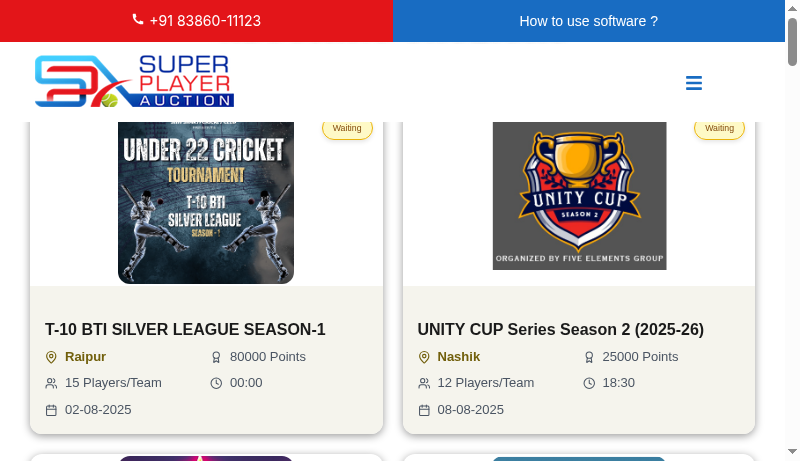 +91 83860-11123
How to use software ?
SUPER
PLAYER
AUCTION
Waiting
UNDER 22 CRICKET
TOURNAMENT
T-10 BTI
SILVER LEAGUE
SEASON - 1
Waiting
UNITY CUP
SEASON 2
ORGANIZED BY FIVE ELEMENTS GROUP
T-10 BTI SILVER LEAGUE SEASON-1
Raipur
80000 Points
15 Players/Team
00:00
02-08-2025
UNITY CUP Series Season 2 (2025-26)
Nashik
25000 Points
12 Players/Team
18:30
08-08-2025